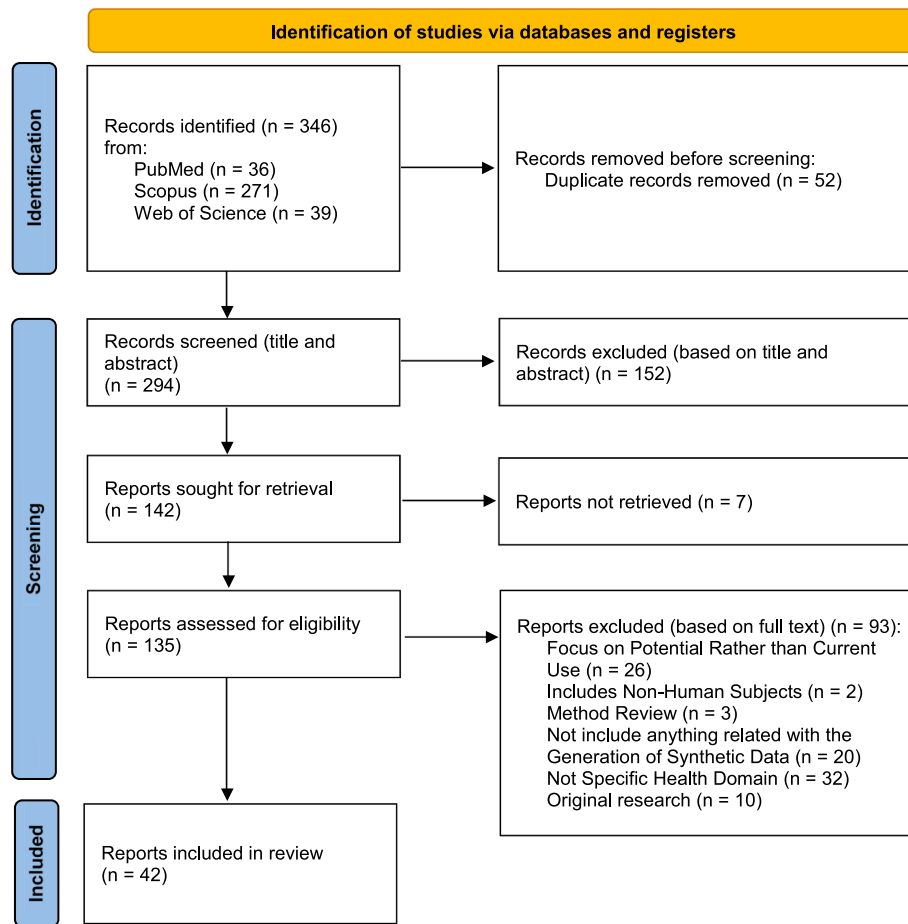 Identification of studies via databases and registers
Identification
Records identified (n = 346)
from:
PubMed (n = 36)
Scopus (n = 271)
Web of Science (n = 39)
Records removed before screening:
Duplicate records removed (n = 52)
Screening
Records screened (title and
abstract)
(n = 294)
Records excluded (based on title and
abstract) (n = 152)
Reports sought for retrieval
(n = 142)
Reports not retrieved (n = 7)
Reports assessed for eligibility
(n = 135)
Reports excluded (based on full text) (n = 93):
Focus on Potential Rather than Current
Use (n = 26)
Includes Non-Human Subjects (n = 2)
Method Review (n = 3)
Not include anything related with the
Generation of Synthetic Data (n = 20)
Not Specific Health Domain (n = 32)
Original research (n = 10)
Included
Reports included in review
(n = 42)